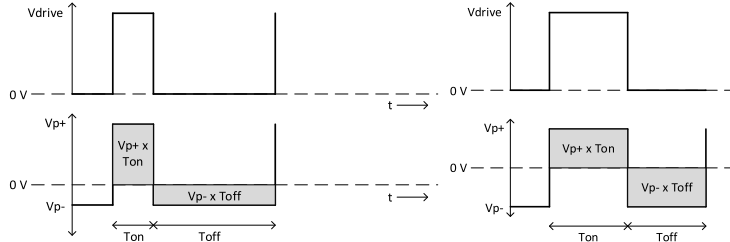 Vdrive
0 V
t
Vp+
Vp+ x
Ton
0 V
Vp- x Toff
Vp-
t
Ton
Toff
Vdrive
0 V
Vp+
Vp+ x Ton
0 V
Vp- x Toff
Vp-
Ton
Toff